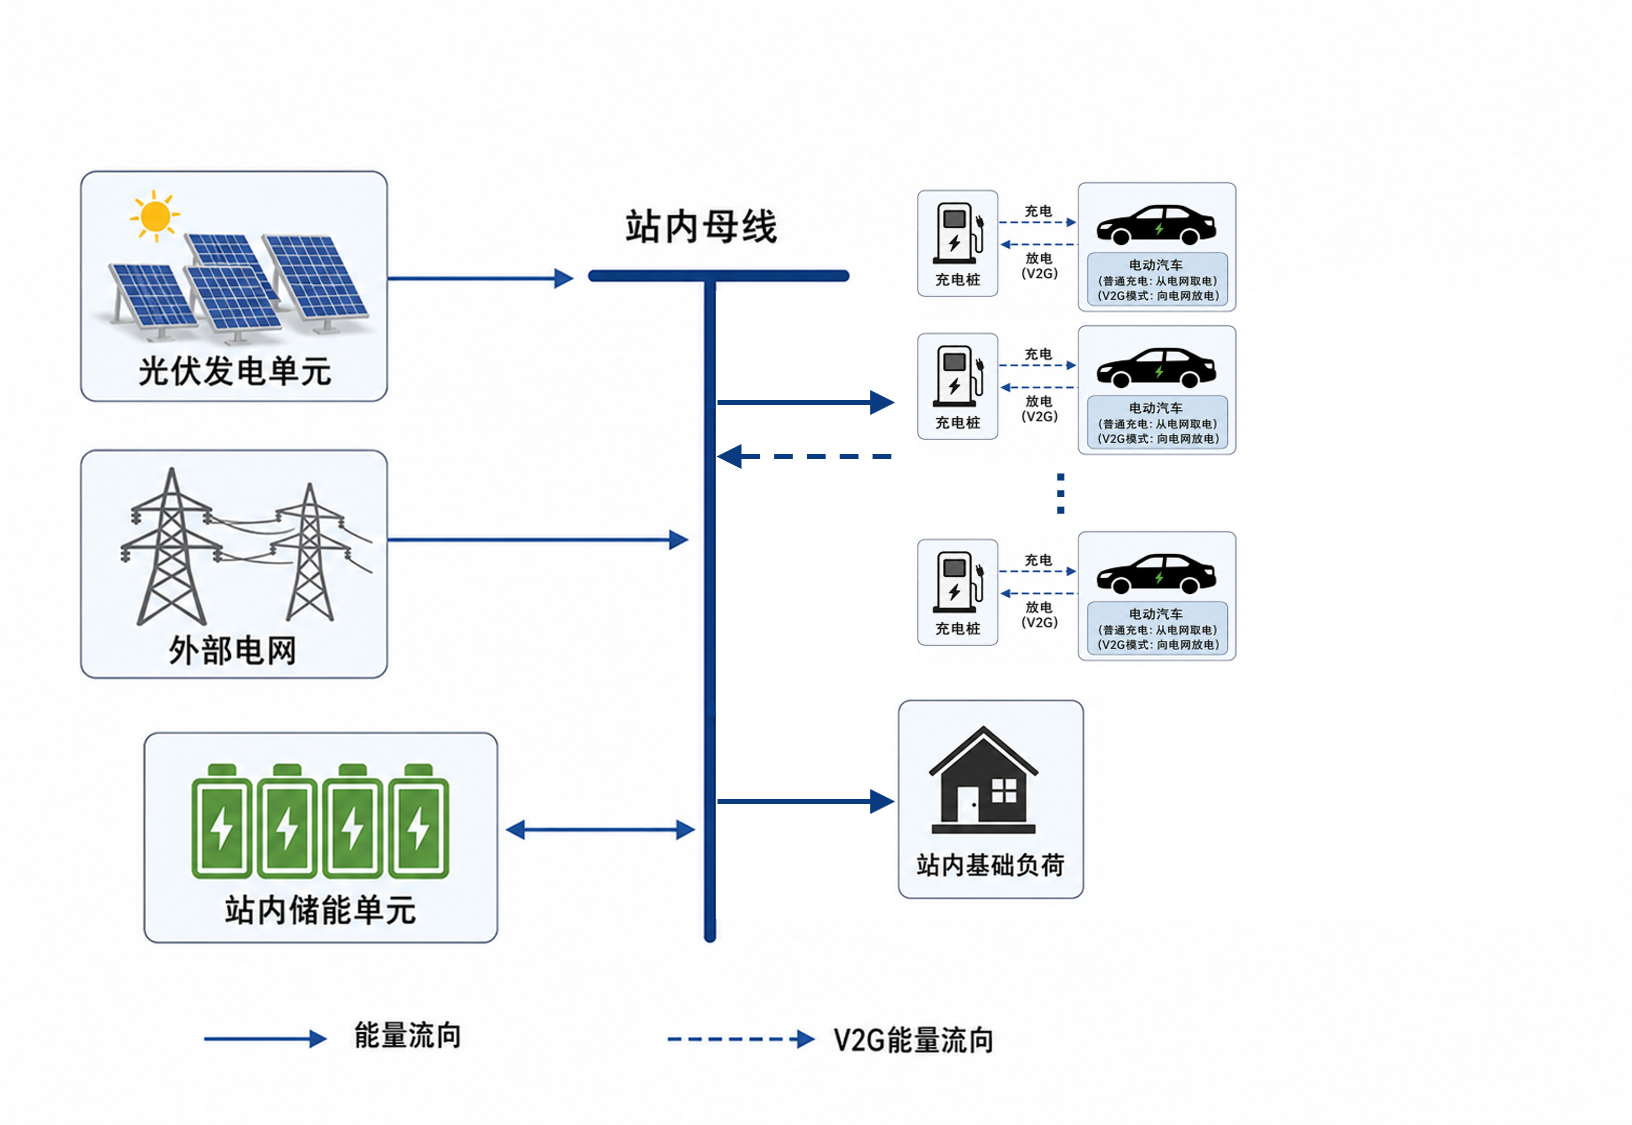 站内母线
光伏发电单元
外部电网
站内储能单元
充电桩
充电
放电
(V2G)
电动汽车
(普通充电: 从电网取电)
(V2G模式: 向电网放电)
充电桩
充电
放电
(V2G)
电动汽车
(普通充电: 从电网取电)
(V2G模式: 向电网放电)
充电桩
充电
放电
(V2G)
电动汽车
(普通充电: 从电网取电)
(V2G模式: 向电网放电)
站内基础负荷
能量流向
V2G能量流向